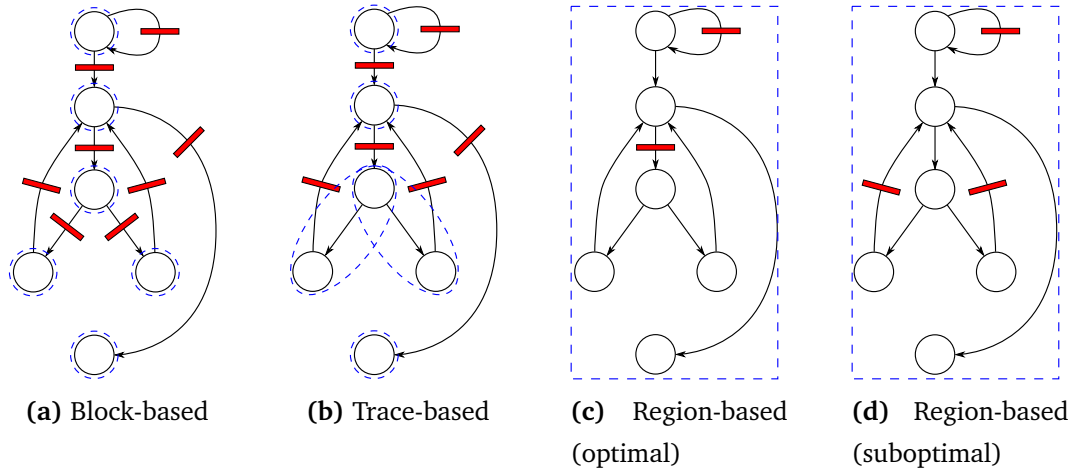 (a) Block-based
(b) Trace-based
(c) Region-based
(optimal)
(d) Region-based
(suboptimal)